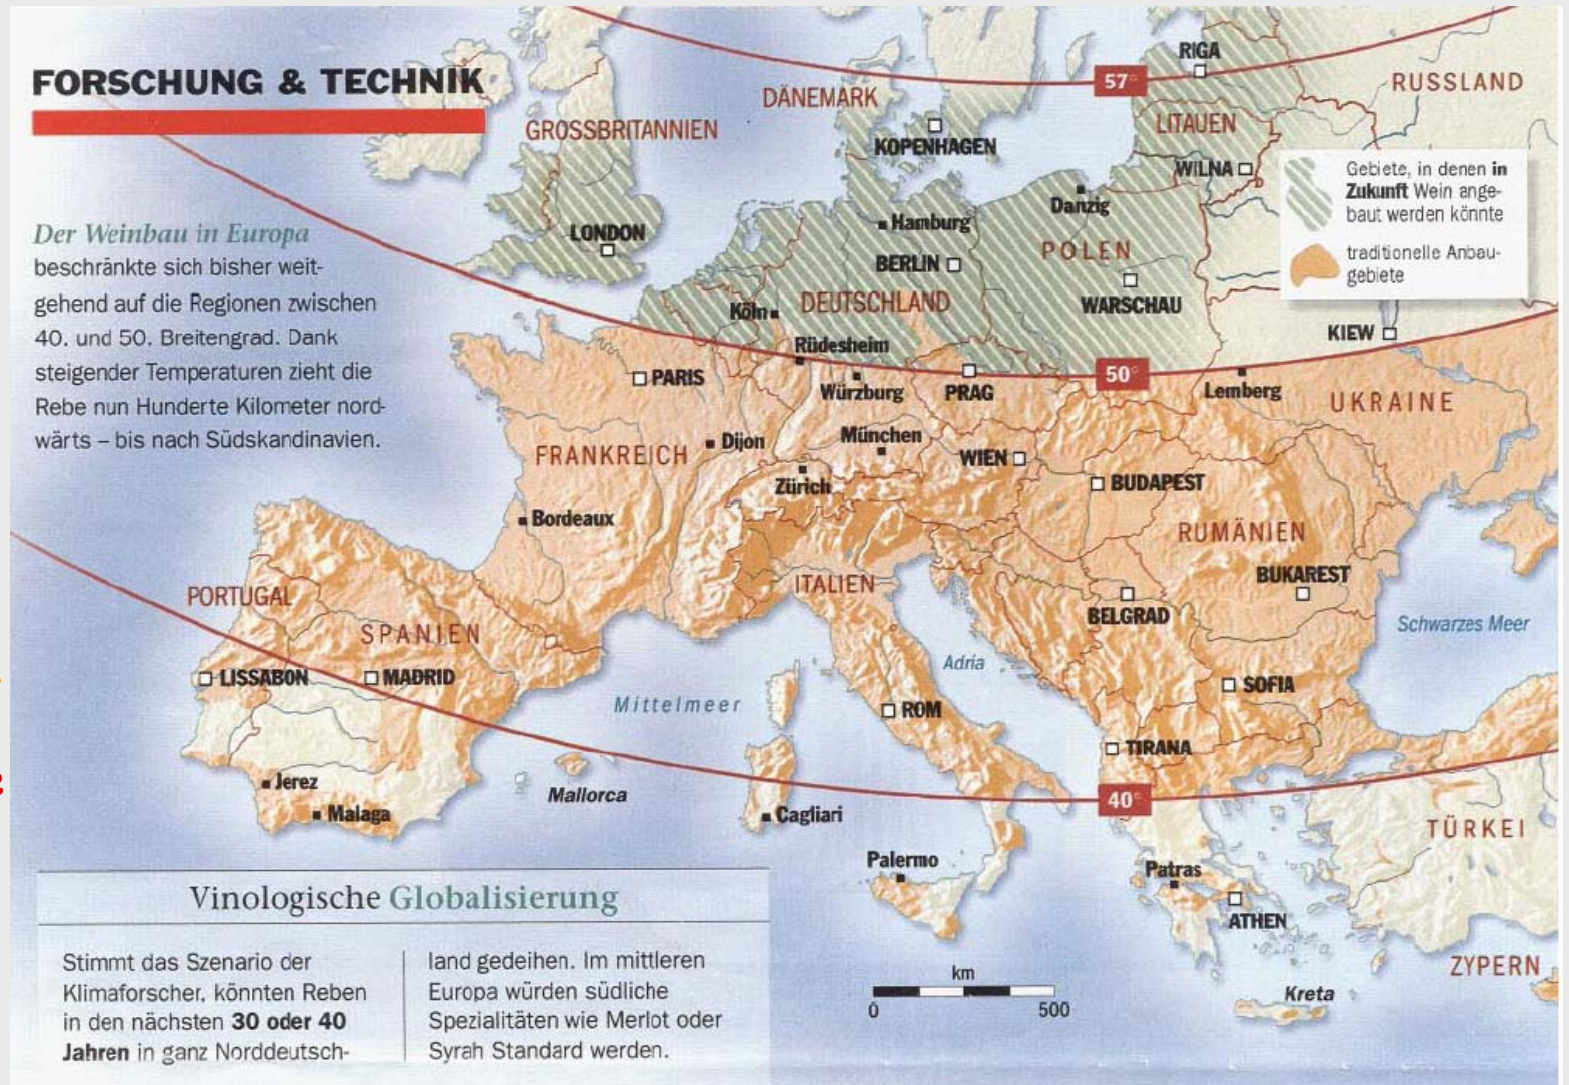 FORSCHUNG & TECHNIK
Der Weinbau in Europa
beschränkte sich bisher weit-
gehend auf die Regionen zwischen
40. und 50. Breitengrad. Dank
steigender Temperaturen zieht die
Rebe nun Hunderte Kilometer nord-
wärts – bis nach Südskandinavien.
57°
RIGA
RUSSLAND
DÄNEMARK
GROSSBRITANNIEN
LITAUEN
KOPENHAGEN
WILNA
Gebiete, in denen in
Zukunft Wein ange-
baut werden könnte
traditionelle Anbau-
gebiete
Danzig
Hamburg
LONDON
POLEN
BERLIN
DEUTSCHLAND
WARSCHAU
Köln
KIEW
Rüdesheim
50°
PARIS
Würzburg
PRAG
Lemberg
UKRAINE
FRANKREICH
Dijon
München
WIEN
Zürich
BUDAPEST
Bordeaux
RUMÄNIEN
ITALIEN
BUKAREST
PORTUGAL
BELGRAD
SPANIEN
Schwarzes Meer
Adria
LISSABON
MADRID
SOFIA
Mittelmeer
ROM
TIRANA
Jerez
Mallorca
40°
Malaga
Cagliari
TÜRKEI
Palermo
Patras
ATHEN
ZYPERN
Kreta
km
0 500
Vinologische Globalisierung
Stimmt das Szenario der
Klimaforscher, könnten Reben
in den nächsten 30 oder 40
Jahren in ganz Norddeutsch-
land gedeihen. Im mittleren
Europa würden südliche
Spezialitäten wie Merlot oder
Syrah Standard werden.